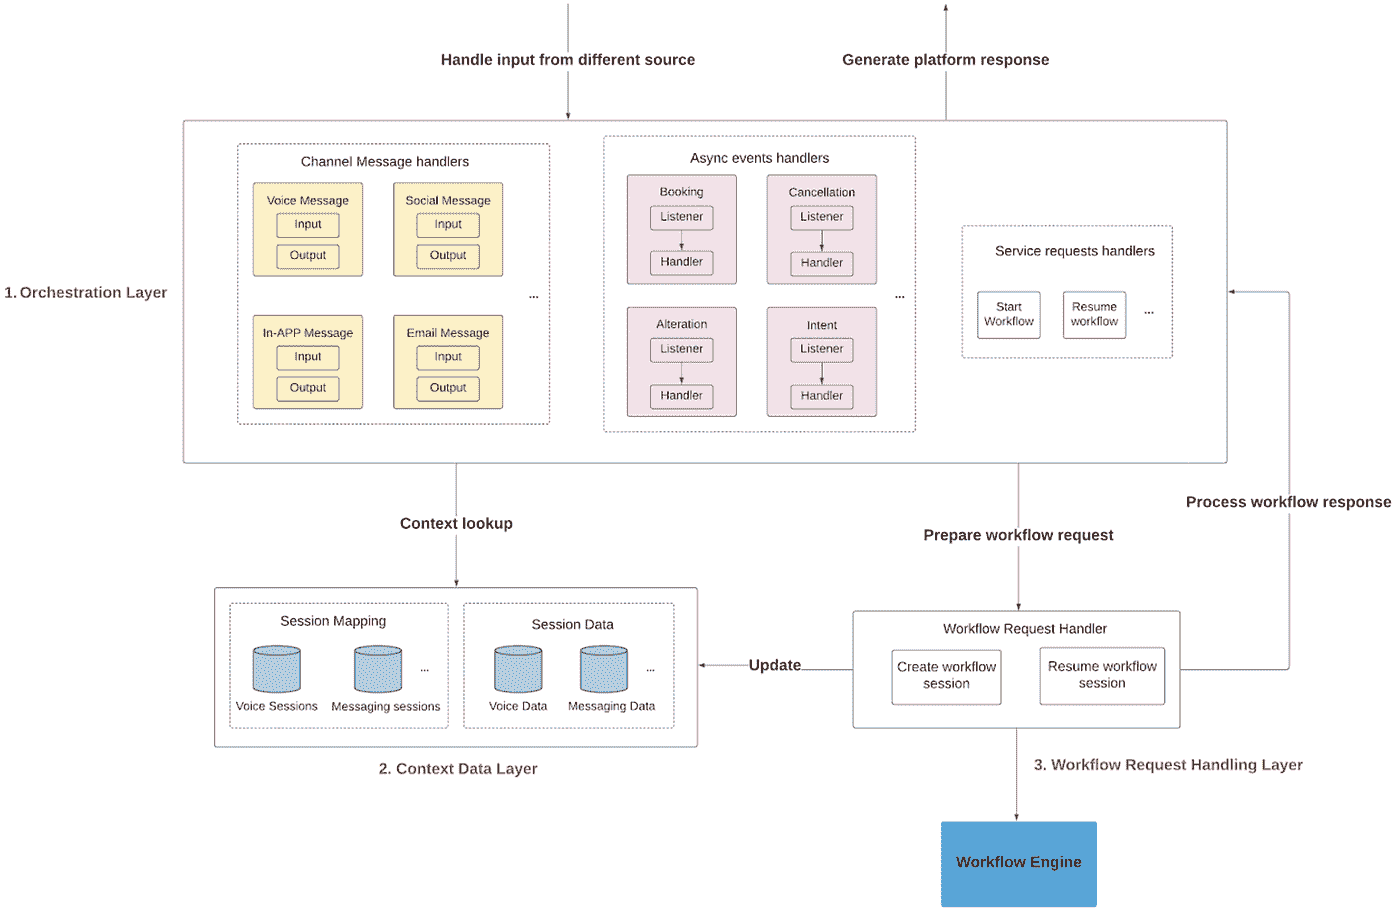 Handle input from different source
Generate platform response
1. Orchestration Layer
Channel Message handlers
Voice Message
Input
Output
Social Message
Input
Output
In-APP Message
Input
Output
Email Message
Input
Output
...
Async events handlers
Booking
Listener
Handler
Cancellation
Listener
Handler
Alteration
Listener
Handler
Intent
Listener
Handler
...
Service requests handlers
Start
Workflow
Resume
workflow
...
Context lookup
Prepare workflow request
Process workflow response
Session Mapping
Voice Sessions
Messaging sessions
...
Session Data
Voice Data
Messaging Data
...
2. Context Data Layer
Update
Workflow Request Handler
Create workflow
session
Resume workflow
session
3. Workflow Request Handling Layer
Workflow Engine